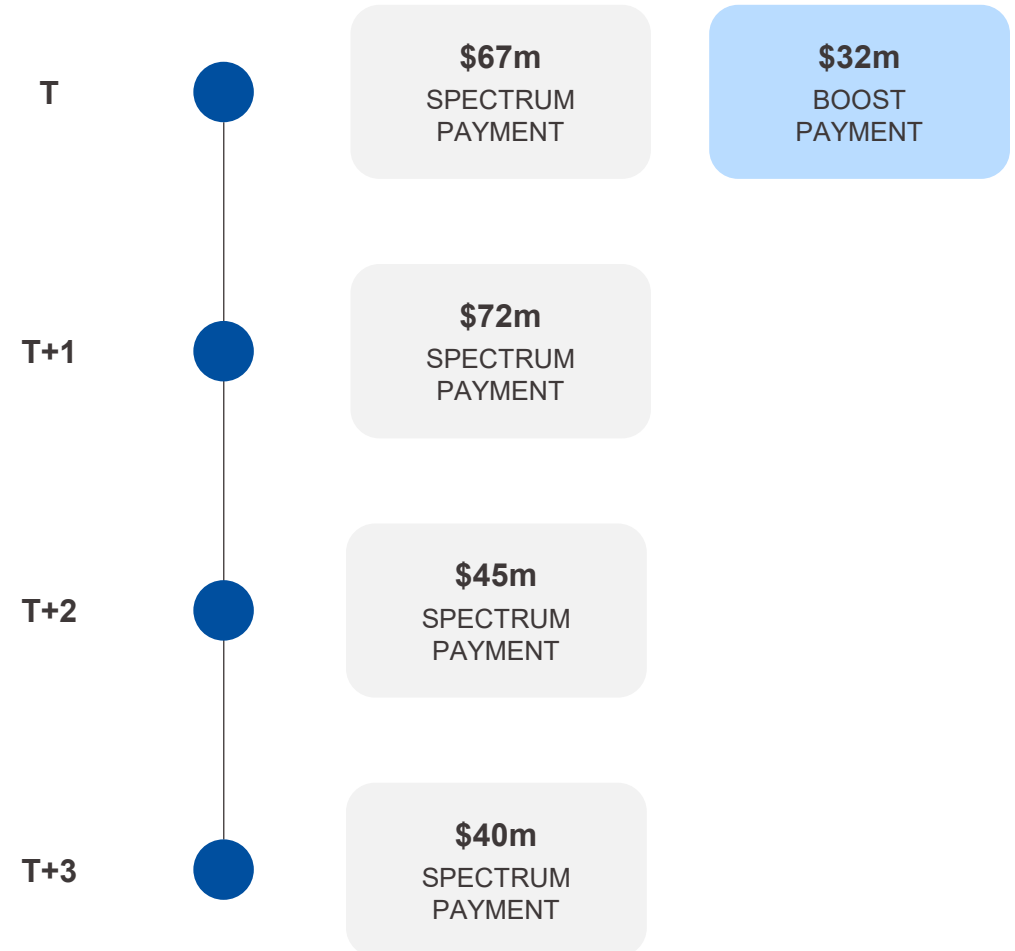 T
$67m
SPECTRUM
PAYMENT
$32m
BOOST
PAYMENT
T+1
$72m
SPECTRUM
PAYMENT
T+2
$45m
SPECTRUM
PAYMENT
T+3
$40m
SPECTRUM
PAYMENT